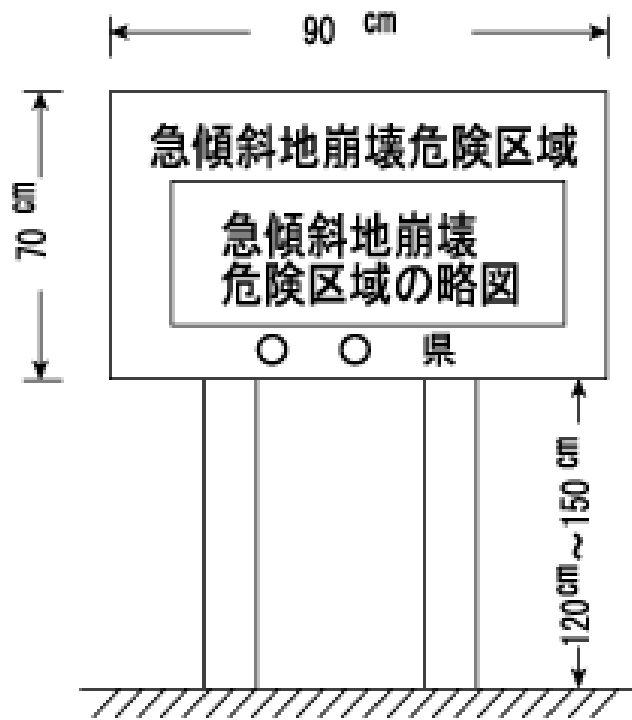 90 cm
急傾斜地崩壊危険区域
70 cm
急傾斜地崩壊
危険区域の略図
○ ○ 県
120cm～150cm